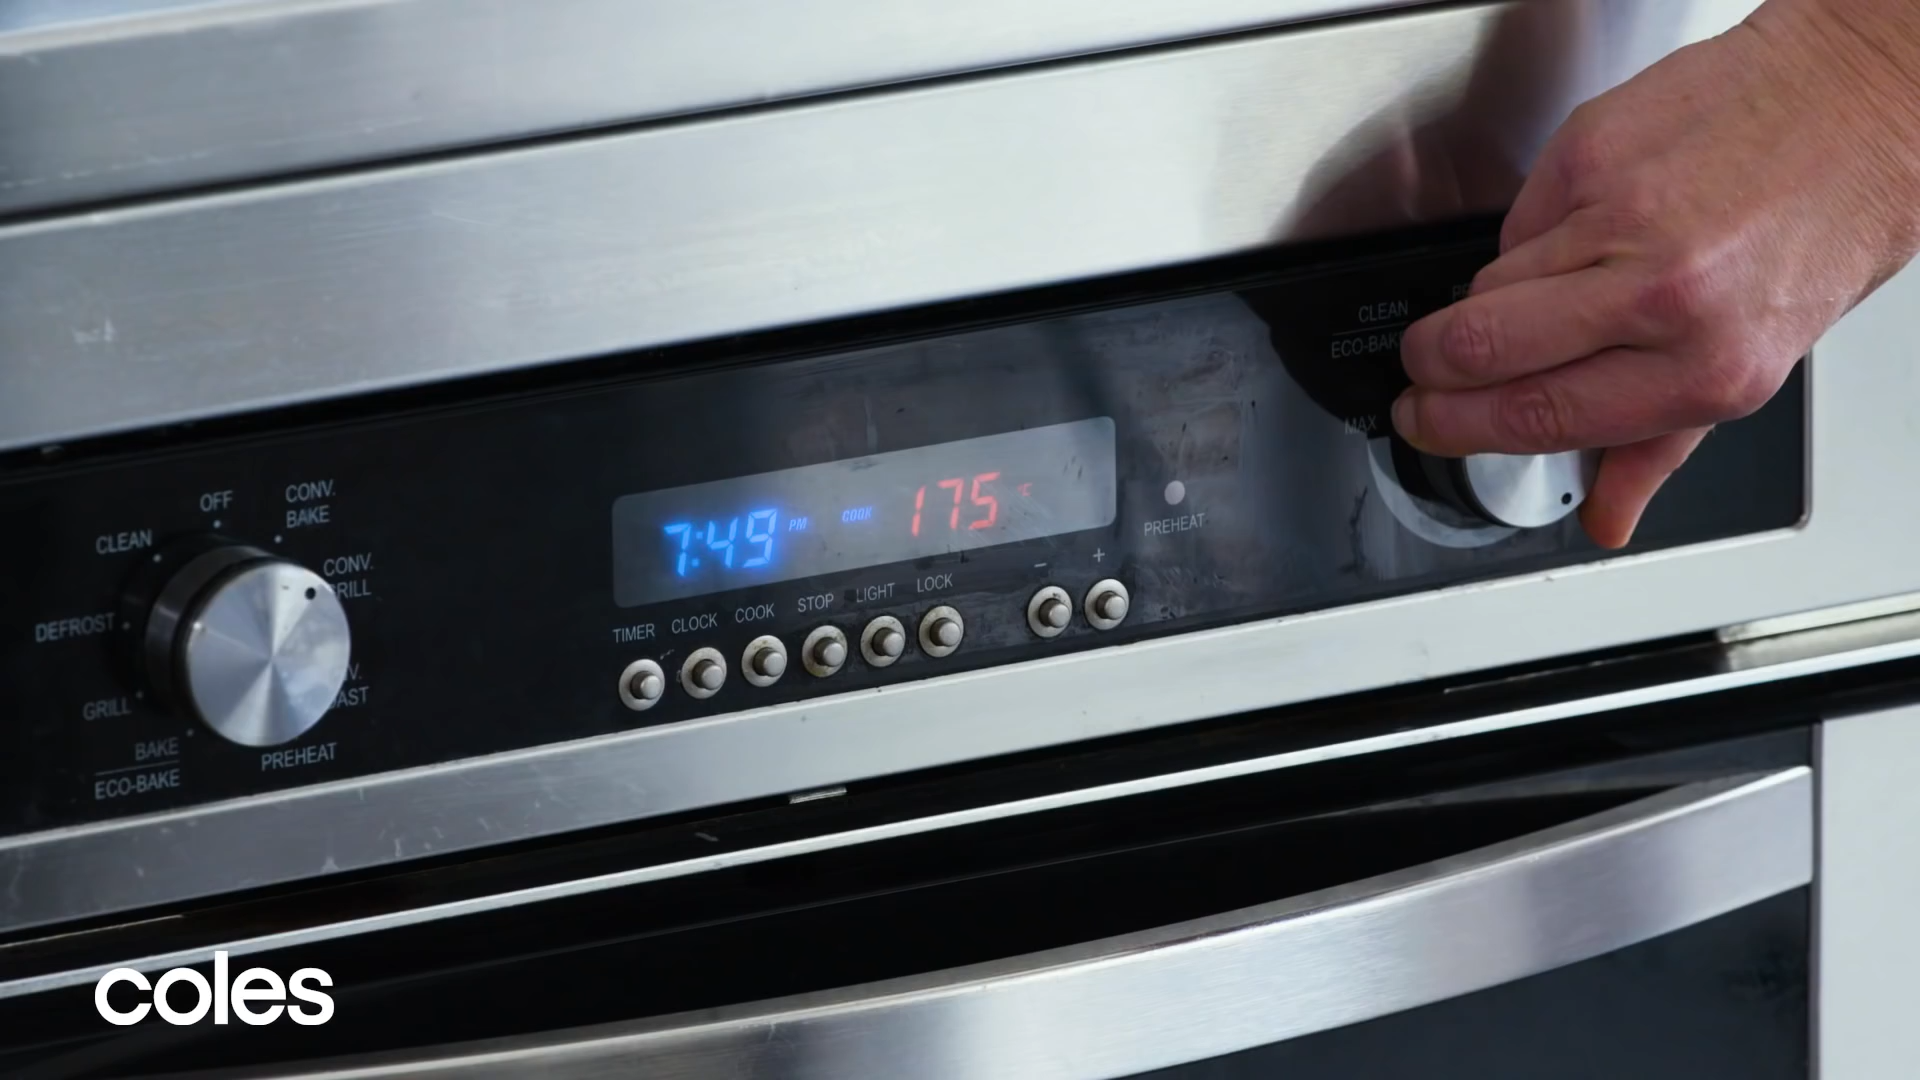 OFF
CONV.
BAKE
CLEAN
CONV.
DEFROST
GRILL
BAKE
ECO-BAKE
PREHEAT
7:49 PM COOK 175 °C
TIMER CLOCK COOK STOP LIGHT LOCK - +
PREHEAT
CLEAN
ECO-BAKE
MAX
coles